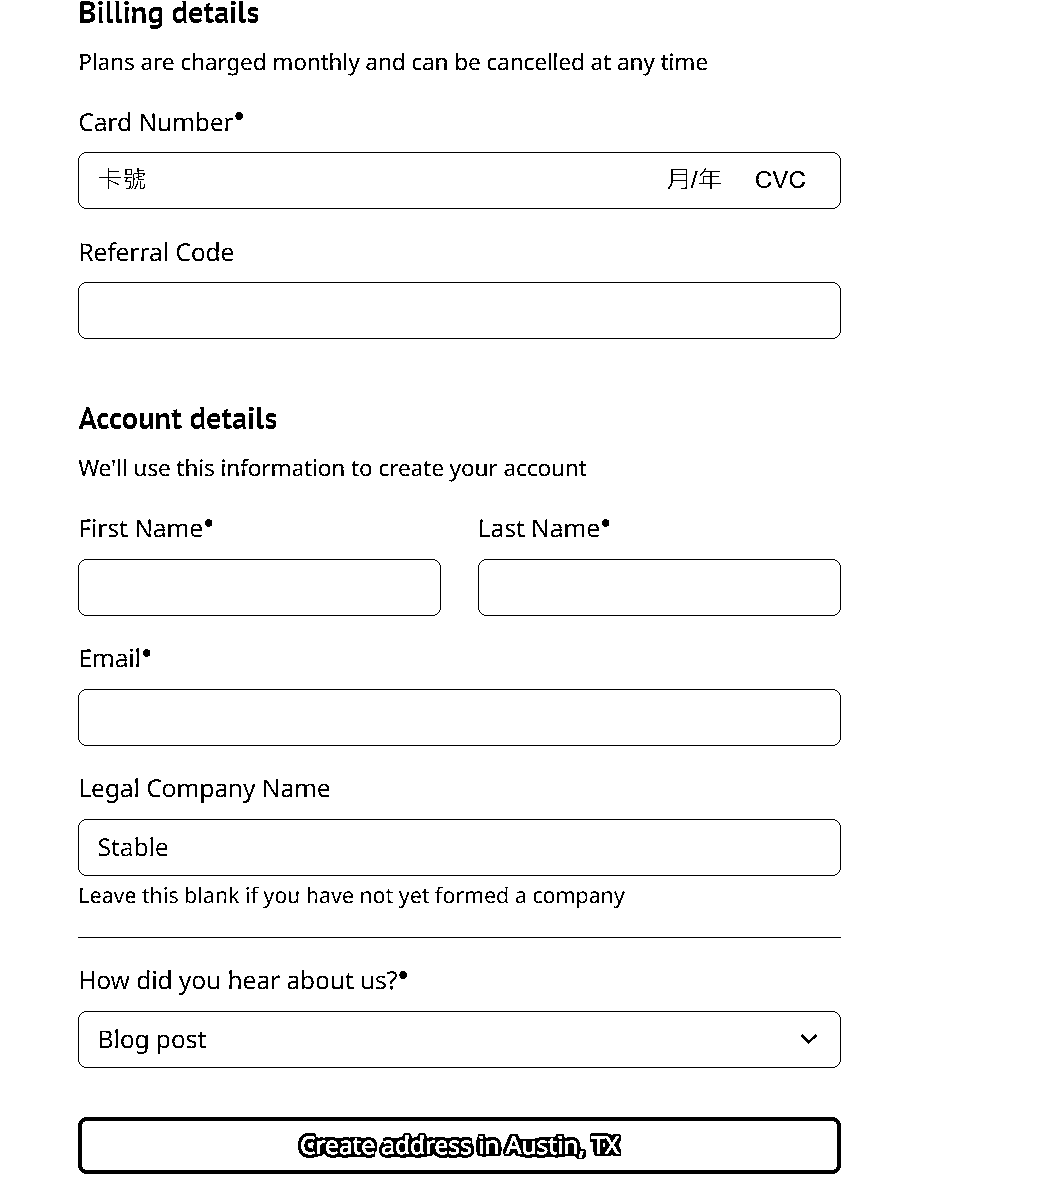 Billing details
Plans are charged monthly and can be cancelled at any time
Card Number•
卡號 月/年 CVC
Referral Code
Account details
We'll use this information to create your account
First Name• Last Name•
Email•
Legal Company Name
Stable
Leave this blank if you have not yet formed a company
How did you hear about us?•
Blog post
Create address in Austin, TX